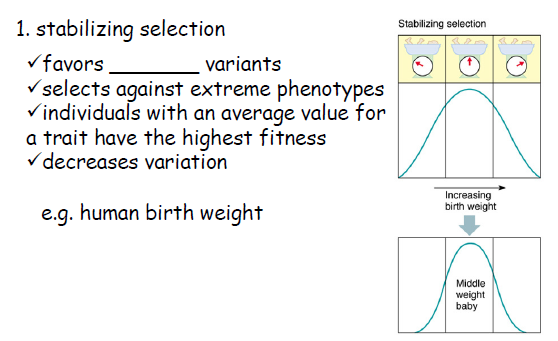 1. stabilizing selection
✓favors ________ variants
✓selects against extreme phenotypes
✓individuals with an average value for
a trait have the highest fitness
✓decreases variation
e.g. human birth weight
Stabilizing selection
Increasing
birth weight
Middle
weight
baby